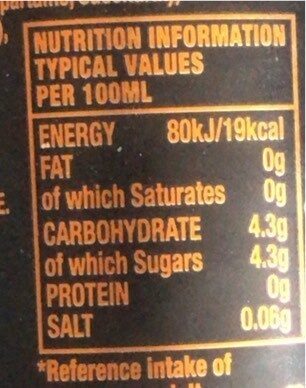 NUTRITION INFORMATION
TYPICAL VALUES
PER 100ML
ENERGY 80kJ/19kcal
FAT 0g
of which Saturates 0g
CARBOHYDRATE 4.3g
of which Sugars 4.3g
PROTEIN 0g
SALT 0.06g
*Reference intake of